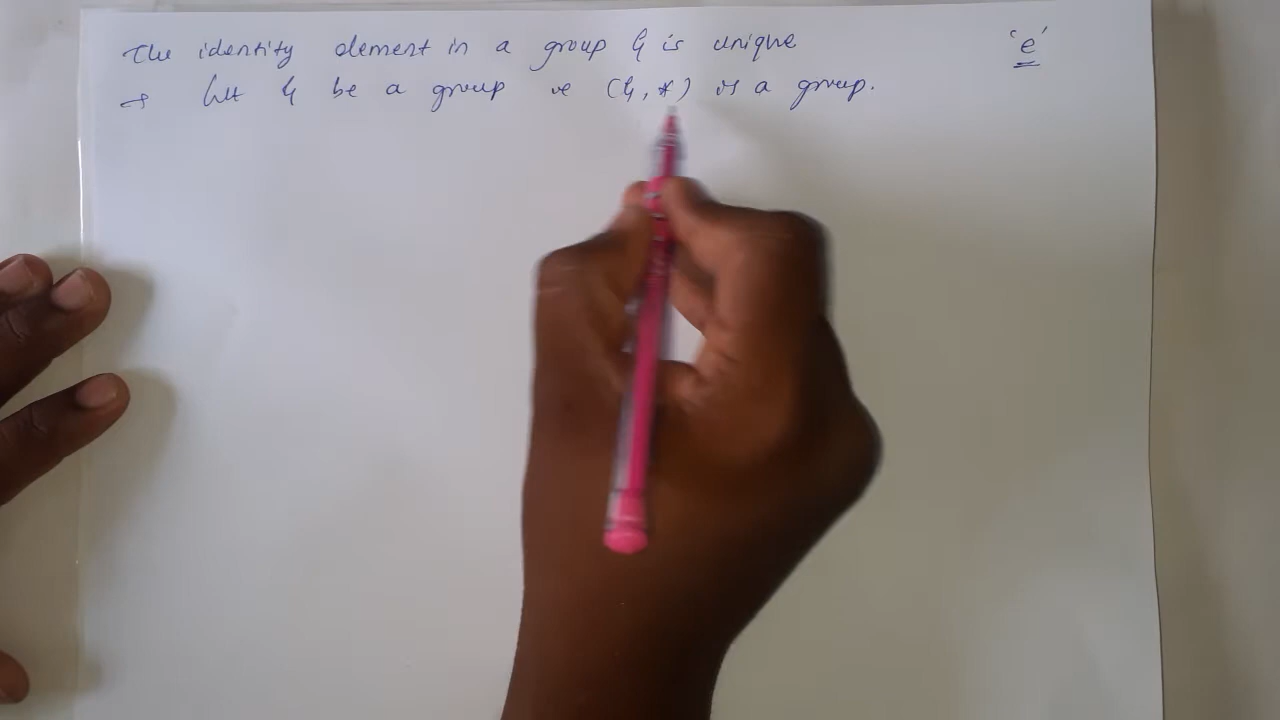 The identity element in a group G is unique 'e'
→ let G be a group ie (G, *) is a group.